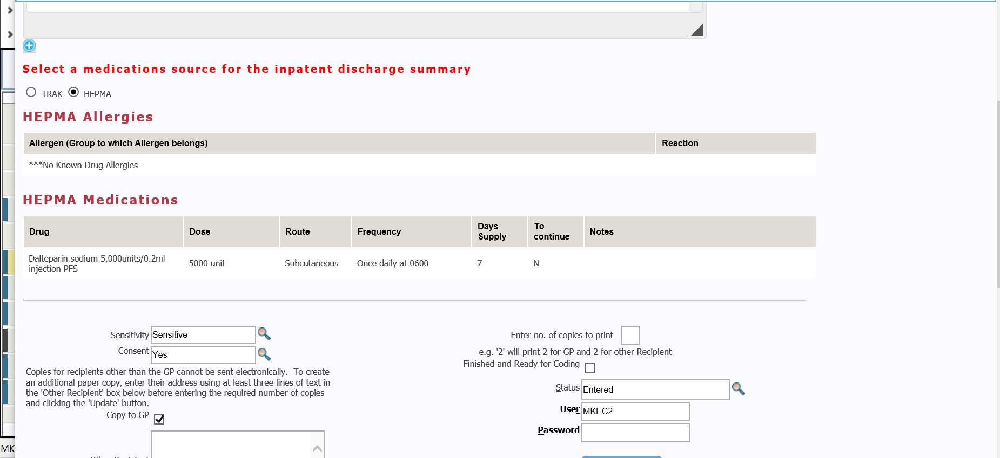 Select a medications source for the inpatent discharge summary
TRAK HEPMA
HEPMA Allergies
Allergen (Group to which Allergen belongs) Reaction
***No Known Drug Allergies
HEPMA Medications
Drug Dose Route Frequency Days Supply To continue Notes
Dalteparin sodium 5,000units/0.2ml injection PFS 5000 unit Subcutaneous Once daily at 0600 7 N
Sensitivity Sensitive
Consent Yes
Copies for recipients other than the GP cannot be sent electronically. To create
an additional paper copy, enter their address using at least three lines of text in
the 'Other Recipient' box below before entering the required number of copies
and clicking the 'Update' button.
Copy to GP
Enter no. of copies to print
e.g. '2' will print 2 for GP and 2 for other Recipient
Finished and Ready for Coding
Status Entered
User MKEC2
Password
MK